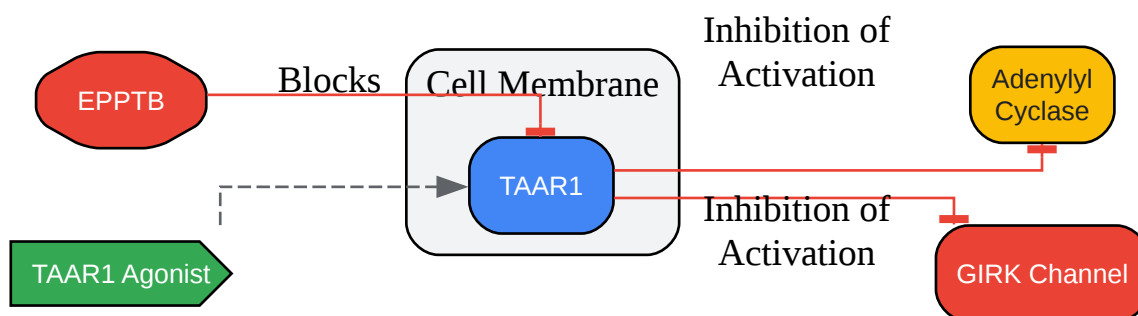 Inhibition of
Activation
EPPTB
Blocks
Cell Membrane
Adenylyl
Cyclase
TAAR1
Inhibition of
Activation
TAAR1 Agonist
GIRK Channel